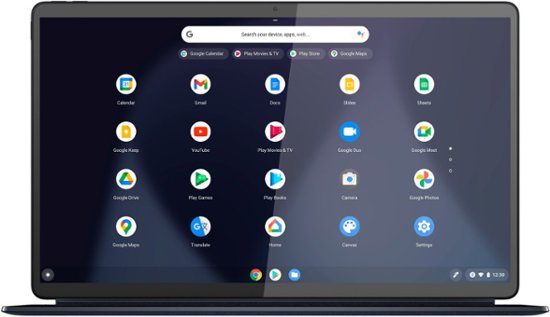 Search your device, apps, web...
Google Calendar Play Movies & TV Play Store Google Maps
Calendar Gmail Docs Slides Sheets
Google Keep YouTube Play Movies & TV Google Duo Google Meet
Google Drive Play Games Play Books Camera Google Photos
Google Maps Translate Home Canvas Settings
12:30